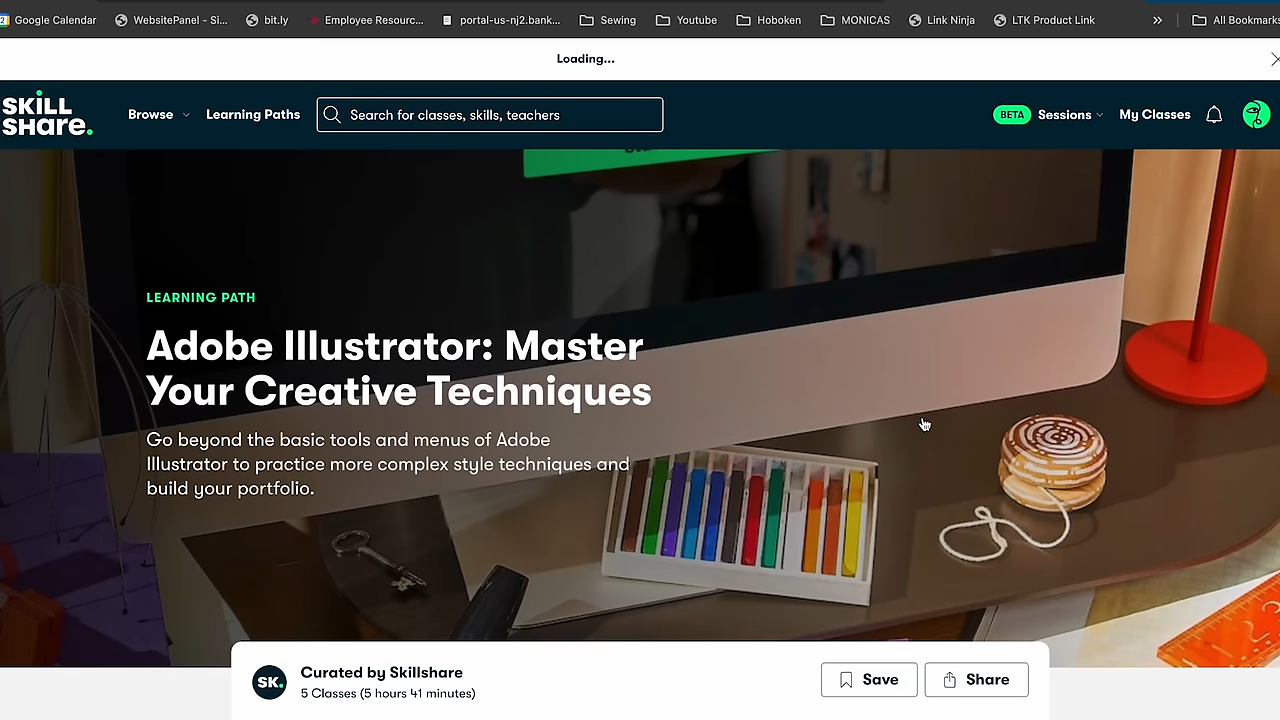 Google Calendar WebsitePanel - Si... bit.ly Employee Resourc... portal-us-nj2.bank... Sewing Youtube Hoboken MONICAS Link Ninja LTK Product Link » All Bookmarks
Loading...
SKILL
SHARE.
Browse Learning Paths Search for classes, skills, teachers BETA Sessions My Classes
LEARNING PATH
Adobe Illustrator: Master
Your Creative Techniques
Go beyond the basic tools and menus of Adobe
Illustrator to practice more complex style techniques and
build your portfolio.
SK.
Curated by Skillshare
5 Classes (5 hours 41 minutes)
Save Share